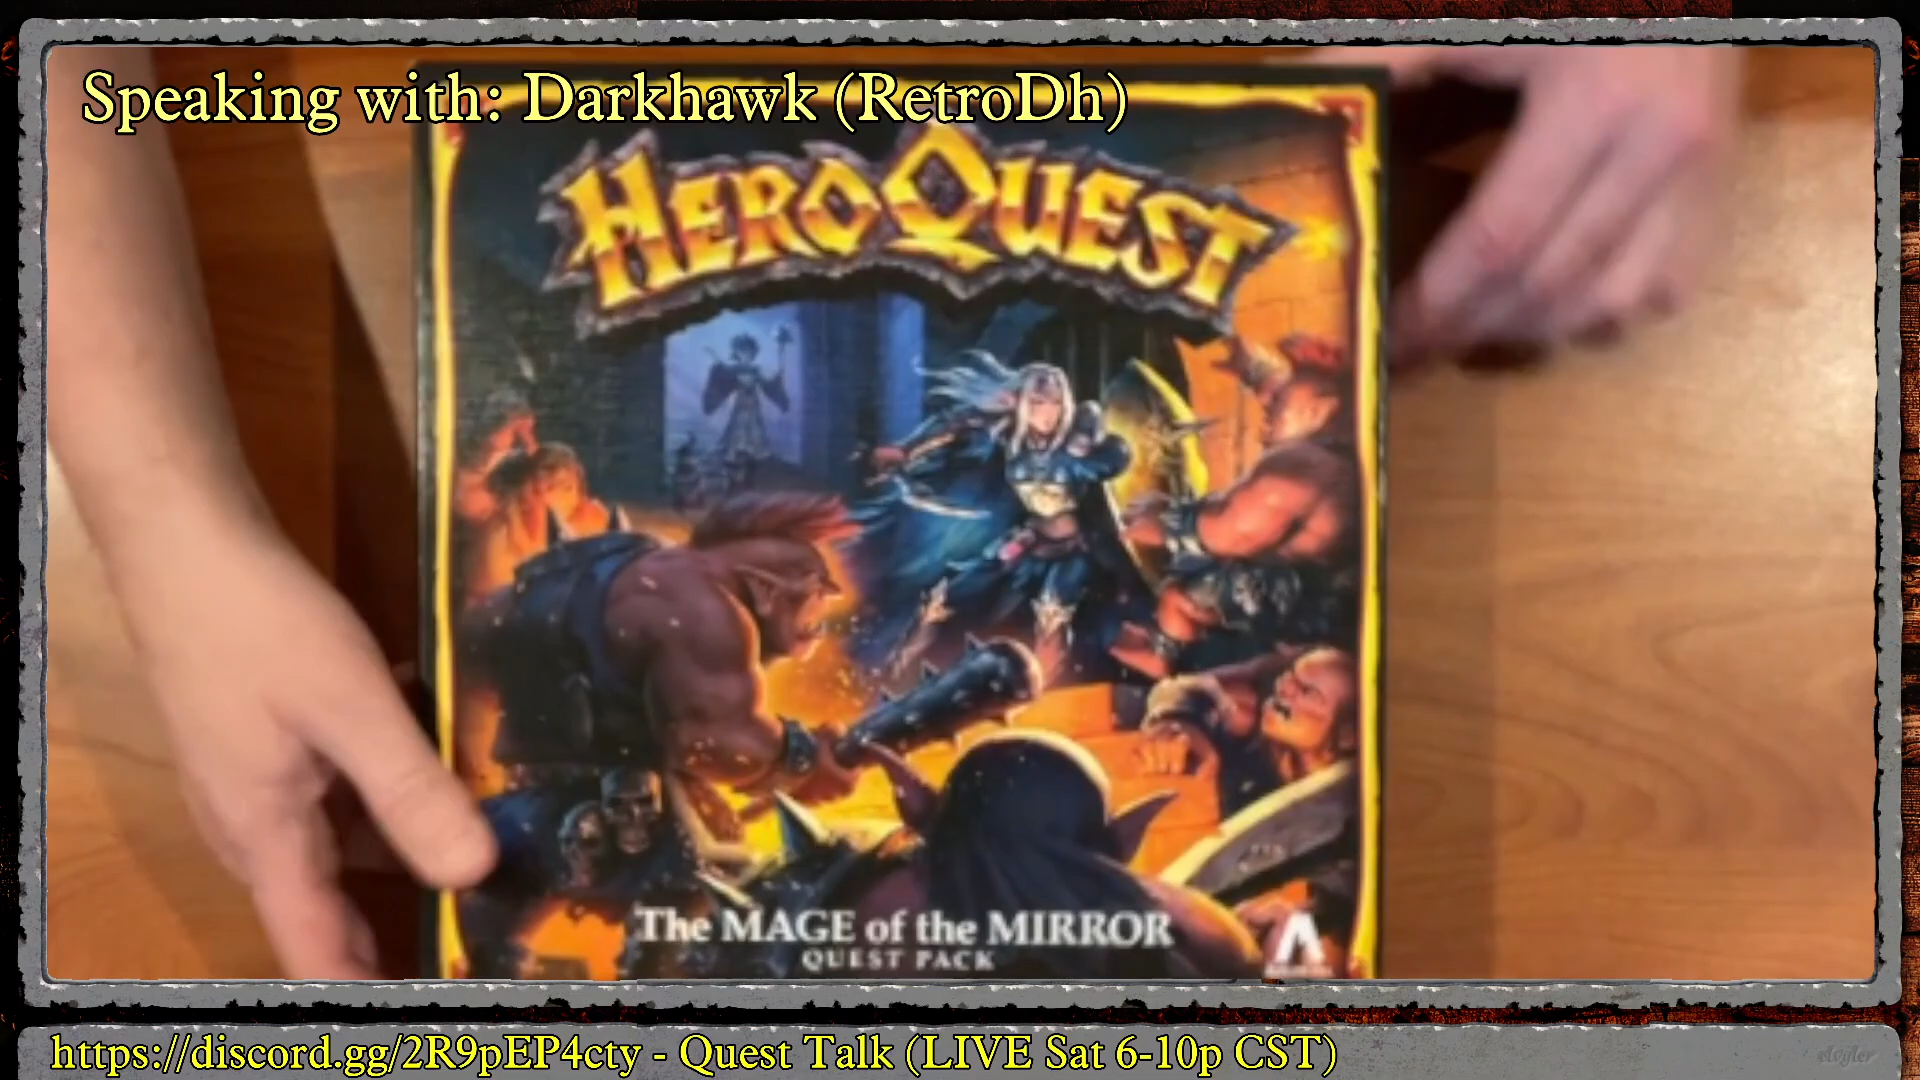 Speaking with: Darkhawk (RetroDh)
HEROQUEST
The MAGE of the MIRROR
QUEST PACK
https://discord.gg/2R9pEP4cty - Quest Talk (LIVE Sat 6-10p CST)